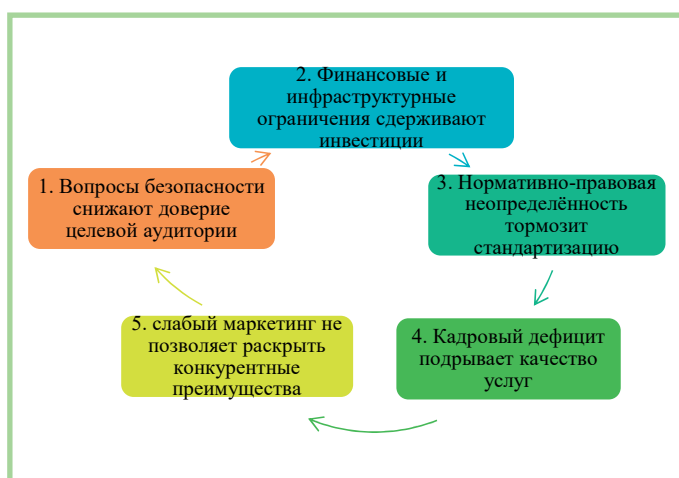 2. Финансовые и
инфраструктурные
ограничения сдерживают
инвестиции
1. Вопросы безопасности
снижают доверие
целевой аудитории
3. Нормативно-правовая
неопределённость
тормозит
стандартизацию
5. слабый маркетинг не
позволяет раскрыть
конкурентные
преимущества
4. Кадровый дефицит
подрывает качество
услуг